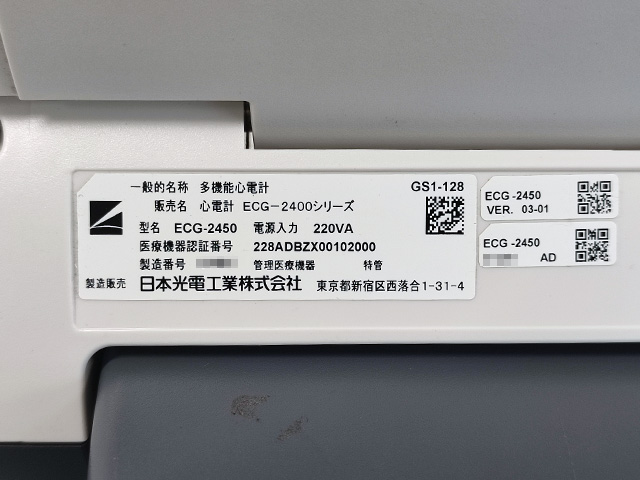 一般的名称 多機能心電計
GS1-128
販売名 心電計 ECG-2400シリーズ
型名 ECG-2450 電源入力 220VA
医療機器認証番号 228ADBZX00102000
製造番号 管理医療機器 特管
製造販売 日本光電工業株式会社 東京都新宿区西落合1-31-4
ECG-2450
VER. 03-01
ECG-2450
AD